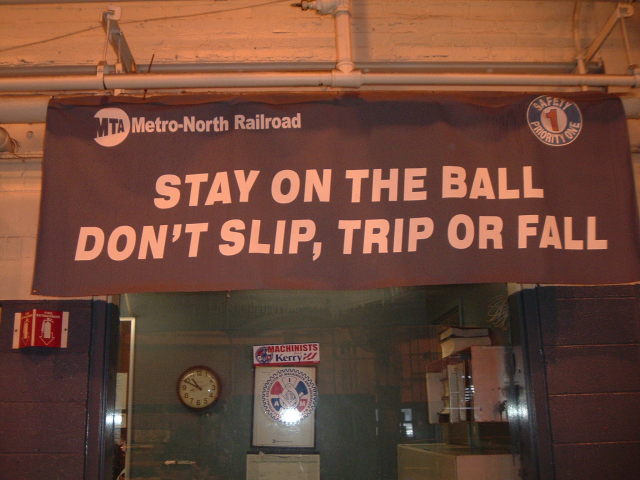 MTA Metro-North Railroad
SAFETY
1
PRIORITY ONE
STAY ON THE BALL
DON'T SLIP, TRIP OR FALL
MACHINISTS
Kerry